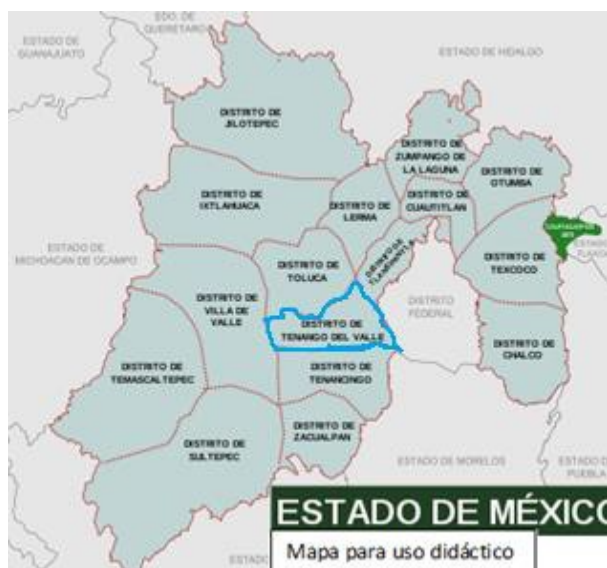 EDO. DE
QUERETARO
ESTADO DE
GUANAJUATO
ESTADO DE HIDALGO
DISTRITO DE
JILOTEPEC
DISTRITO DE
ZUMPANGO DE
LA LAGUNA
DISTRITO DE
OTUMBA
DISTRITO DE
IXTLAHUACA
DISTRITO DE
LERMA
DISTRITO DE
CUAUTITLAN
ESTADO DE
MICHOACAN DE OCAMPO
DISTRITO DE
TOLUCA
DISTRITO DE
DISTRITO DE
TEXCOCO
ESTADO
TLAX
DISTRITO DE
VILLA DE
VALLE
DISTRITO
FEDERAL
DISTRITO DE
TENANGO DEL VALLE
DISTRITO DE
CHALCO
DISTRITO DE
TEMASCALTEPEC
DISTRITO DE
TENANCINGO
DISTRITO DE
ZACUALPAN
DISTRITO DE
SULTEPEC
ESTADO DE MORELOS
ESTADO D
PUEBLA
ESTADO DE MÉXICO
ESTADO
Mapa para uso didáctico